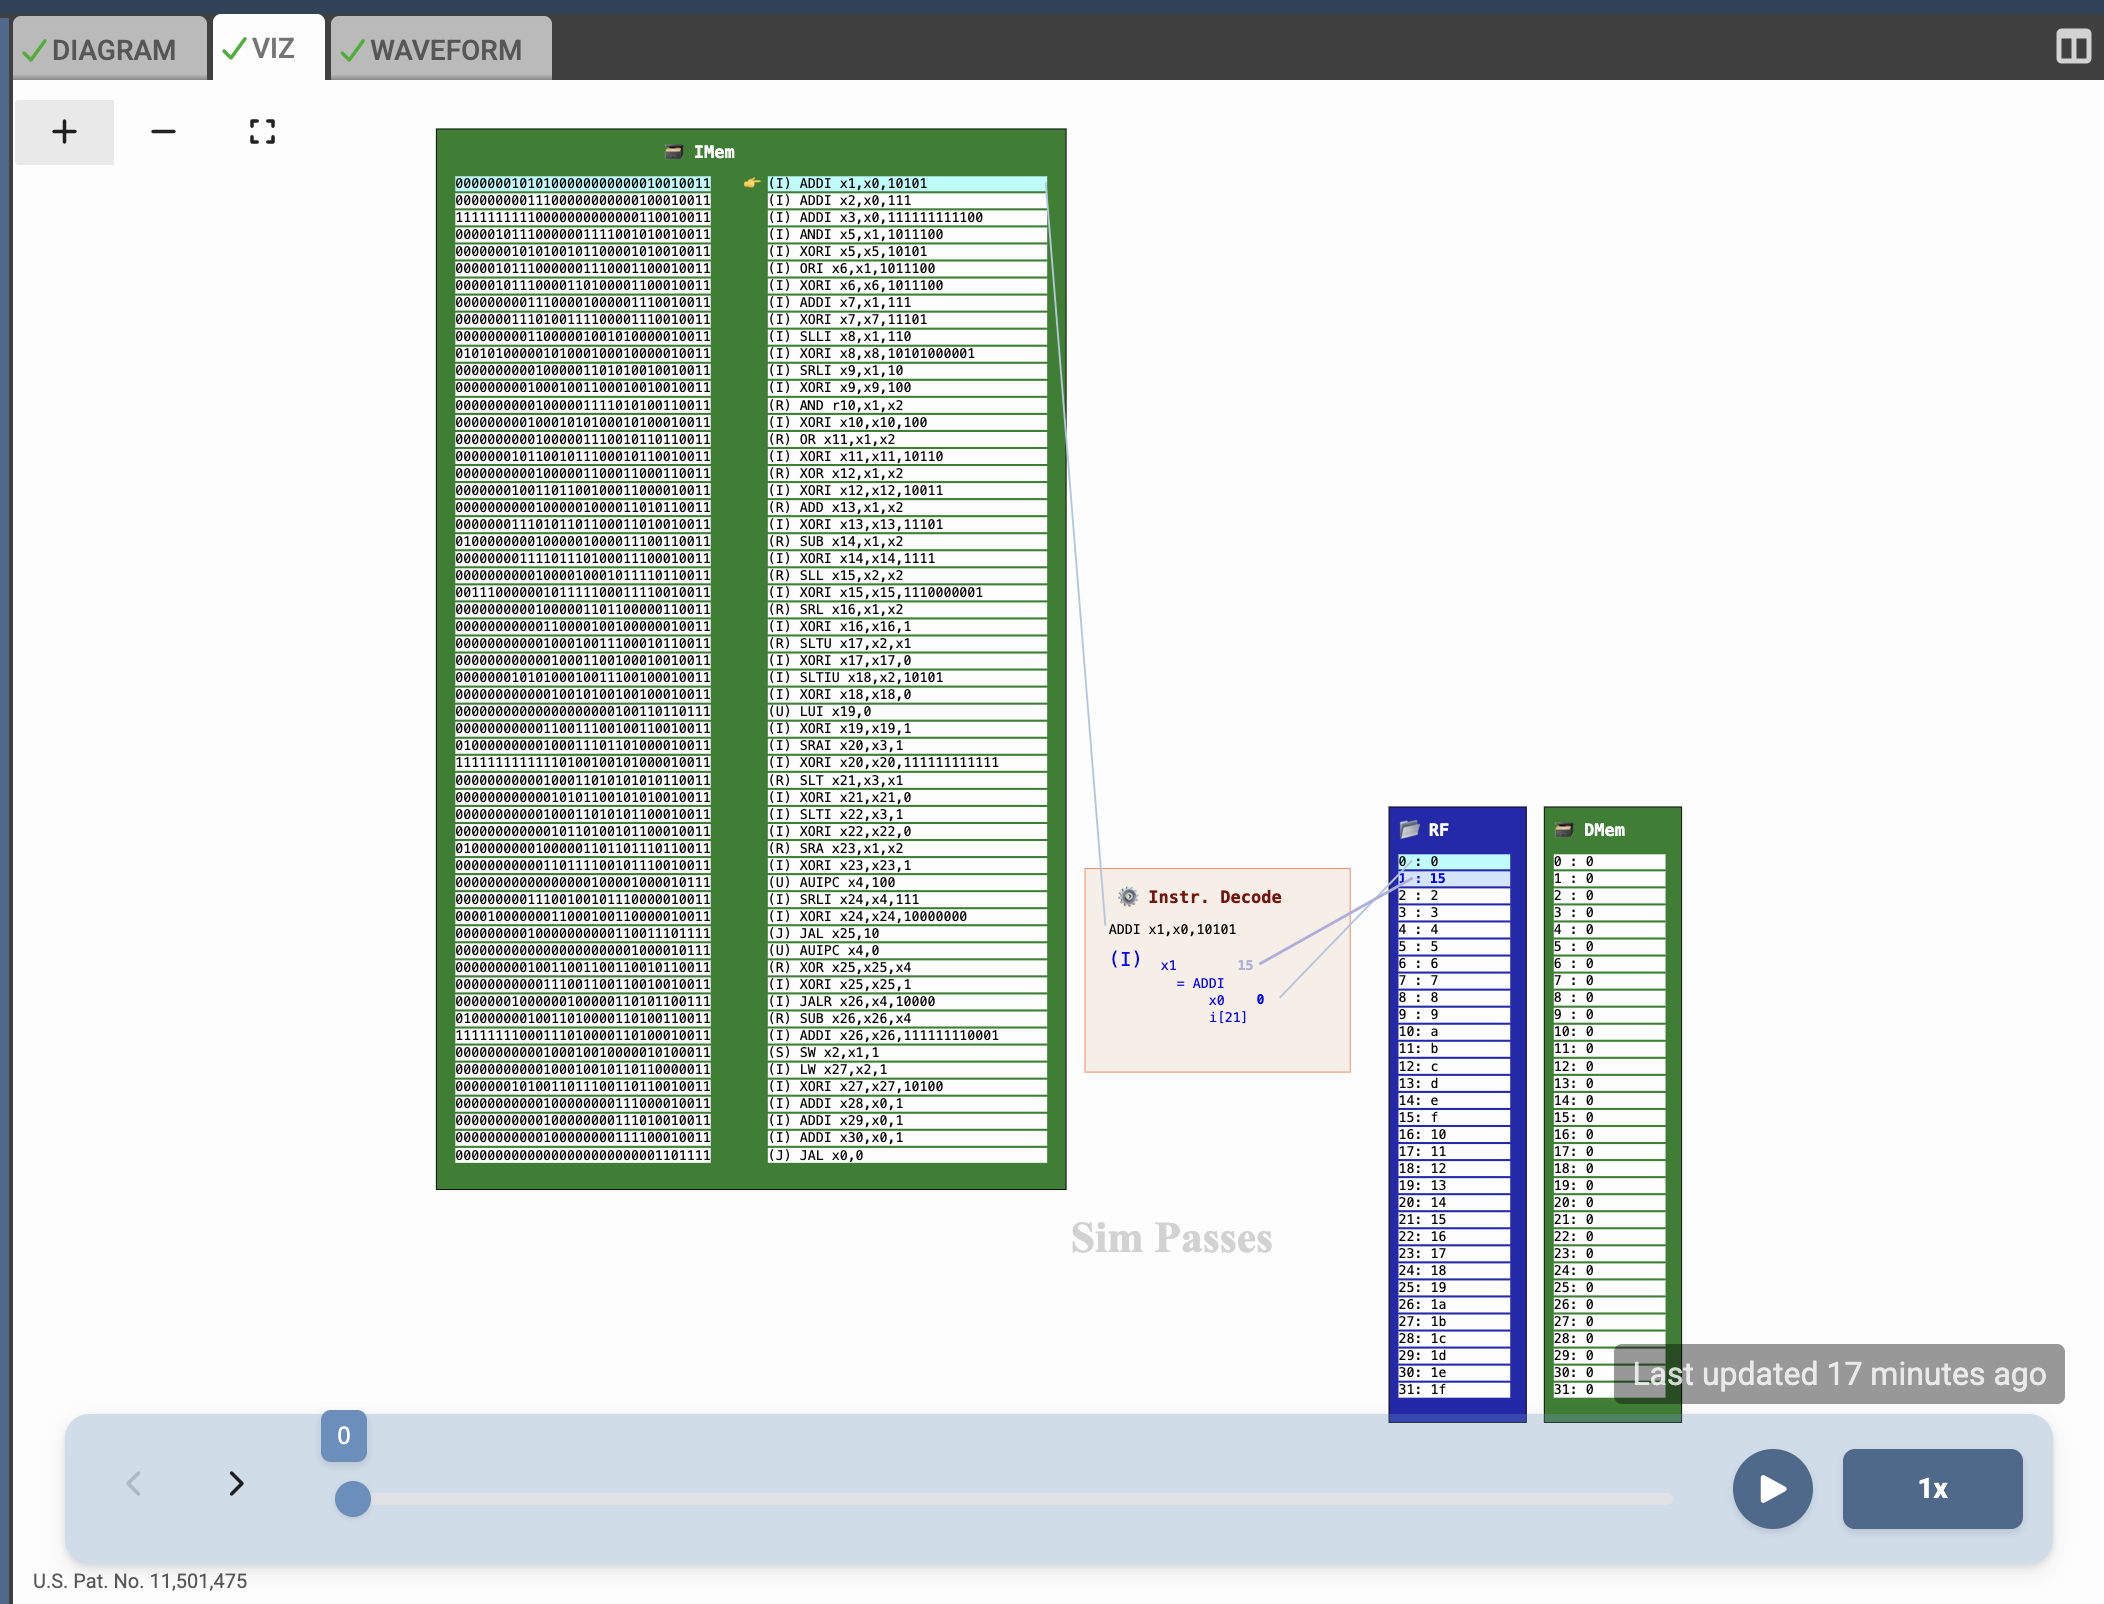 DIAGRAM VIZ WAVEFORM
IMem
00000001010100000000000010010011 (I) ADDI x1,x0,10101
00000000011100000000000100010011 (I) ADDI x2,x0,111
11111111110000000000000110010011 (I) ADDI x3,x0,111111111100
00000101110000001111001010010011 (I) ANDI x5,x1,1011100
00000001010100101100001010010011 (I) XORI x5,x5,10101
00000101110000001110001100010011 (I) ORI x6,x1,1011100
00000101110000110100001100010011 (I) XORI x6,x6,1011100
00000000011100001000001110010011 (I) ADDI x7,x1,111
00000001110100111100001110010011 (I) XORI x7,x7,11101
00000000011000001001010000010011 (I) SLLI x8,x1,110
01010100000101000100010000010011 (I) XORI x8,x8,10101000001
00000000001000001101010010010011 (I) SRLI x9,x1,10
00000000010001001100010010010011 (I) XORI x9,x9,100
00000000001000001111010100110011 (R) AND r10,x1,x2
00000000010001010100010100010011 (I) XORI x10,x10,100
00000000001000001110010110110011 (R) OR x11,x1,x2
00000001011001011100010110010011 (I) XORI x11,x11,10110
00000000001000001100011000110011 (R) XOR x12,x1,x2
00000001001101100100011000010011 (I) XORI x12,x12,10011
00000000001000001000011010110011 (R) ADD x13,x1,x2
00000001110101101100011010010011 (I) XORI x13,x13,11101
01000000001000001000011100110011 (R) SUB x14,x1,x2
00000000111101110100011100010011 (I) XORI x14,x14,1111
00000000001000010001011110110011 (R) SLL x15,x2,x2
00111000000101111100011110010011 (I) XORI x15,x15,1110000001
00000000001000001101100000110011 (R) SRL x16,x1,x2
00000000000110000100100000010011 (I) XORI x16,x16,1
00000000000100010011100010110011 (R) SLTU x17,x2,x1
00000000000010001100100010010011 (I) XORI x17,x17,0
00000001010100010011100100010011 (I) SLTIU x18,x2,10101
00000000000010010100100100010011 (I) XORI x18,x18,0
00000000000000000000100110110111 (U) LUI x19,0
00000000000110011100100110010011 (I) XORI x19,x19,1
01000000000100011101101000010011 (I) SRAI x20,x3,1
11111111111110100100101000010011 (I) XORI x20,x20,111111111111
00000000000100011010101010110011 (R) SLT x21,x3,x1
00000000000010101100101010010011 (I) XORI x21,x21,0
00000000000100011010101100010011 (I) SLTI x22,x3,1
00000000000010110100101100010011 (I) XORI x22,x22,0
01000000001000001101101110110011 (R) SRA x23,x1,x2
00000000000110111100101110010011 (I) XORI x23,x23,1
00000000000000000100001000010111 (U) AUIPC x4,100
00000000011100100101110000010011 (I) SRLI x24,x4,111
00001000000011000100110000010011 (I) XORI x24,x24,10000000
00000000010000000000110011101111 (J) JAL x25,10
00000000000000000000001000010111 (U) AUIPC x4,0
00000000010011001100110010110011 (R) XOR x25,x25,x4
00000000000111001100110010010011 (I) XORI x25,x25,1
00000001000000100000110101100111 (I) JALR x26,x4,10000
01000000010011010000110100110011 (R) SUB x26,x26,x4
11111111000111010000110100010011 (I) ADDI x26,x26,111111110001
00000000000100010010000010100011 (S) SW x2,x1,1
00000000000100010010110110000011 (I) LW x27,x2,1
00000001010011011100110110010011 (I) XORI x27,x27,10100
00000000000100000000111000010011 (I) ADDI x28,x0,1
00000000000100000000111010010011 (I) ADDI x29,x0,1
00000000000100000000111100010011 (I) ADDI x30,x0,1
00000000000000000000000001101111 (J) JAL x0,0
Instr. Decode
ADDI x1,x0,10101
(I) x1 15
= ADDI
x0 0
i[21]
RF
0 : 0
1 : 15
2 : 2
3 : 3
4 : 4
5 : 5
6 : 6
7 : 7
8 : 8
9 : 9
10: a
11: b
12: c
13: d
14: e
15: f
16: 10
17: 11
18: 12
19: 13
20: 14
21: 15
22: 16
23: 17
24: 18
25: 19
26: 1a
27: 1b
28: 1c
29: 1d
30: 1e
31: 1f
DMem
0 : 0
1 : 0
2 : 0
3 : 0
4 : 0
5 : 0
6 : 0
7 : 0
8 : 0
9 : 0
10: 0
11: 0
12: 0
13: 0
14: 0
15: 0
16: 0
17: 0
18: 0
19: 0
20: 0
21: 0
22: 0
23: 0
24: 0
25: 0
26: 0
27: 0
28: 0
29: 0
30: 0
31: 0
Sim Passes
Last updated 17 minutes ago
0
1x
U.S. Pat. No. 11,501,475